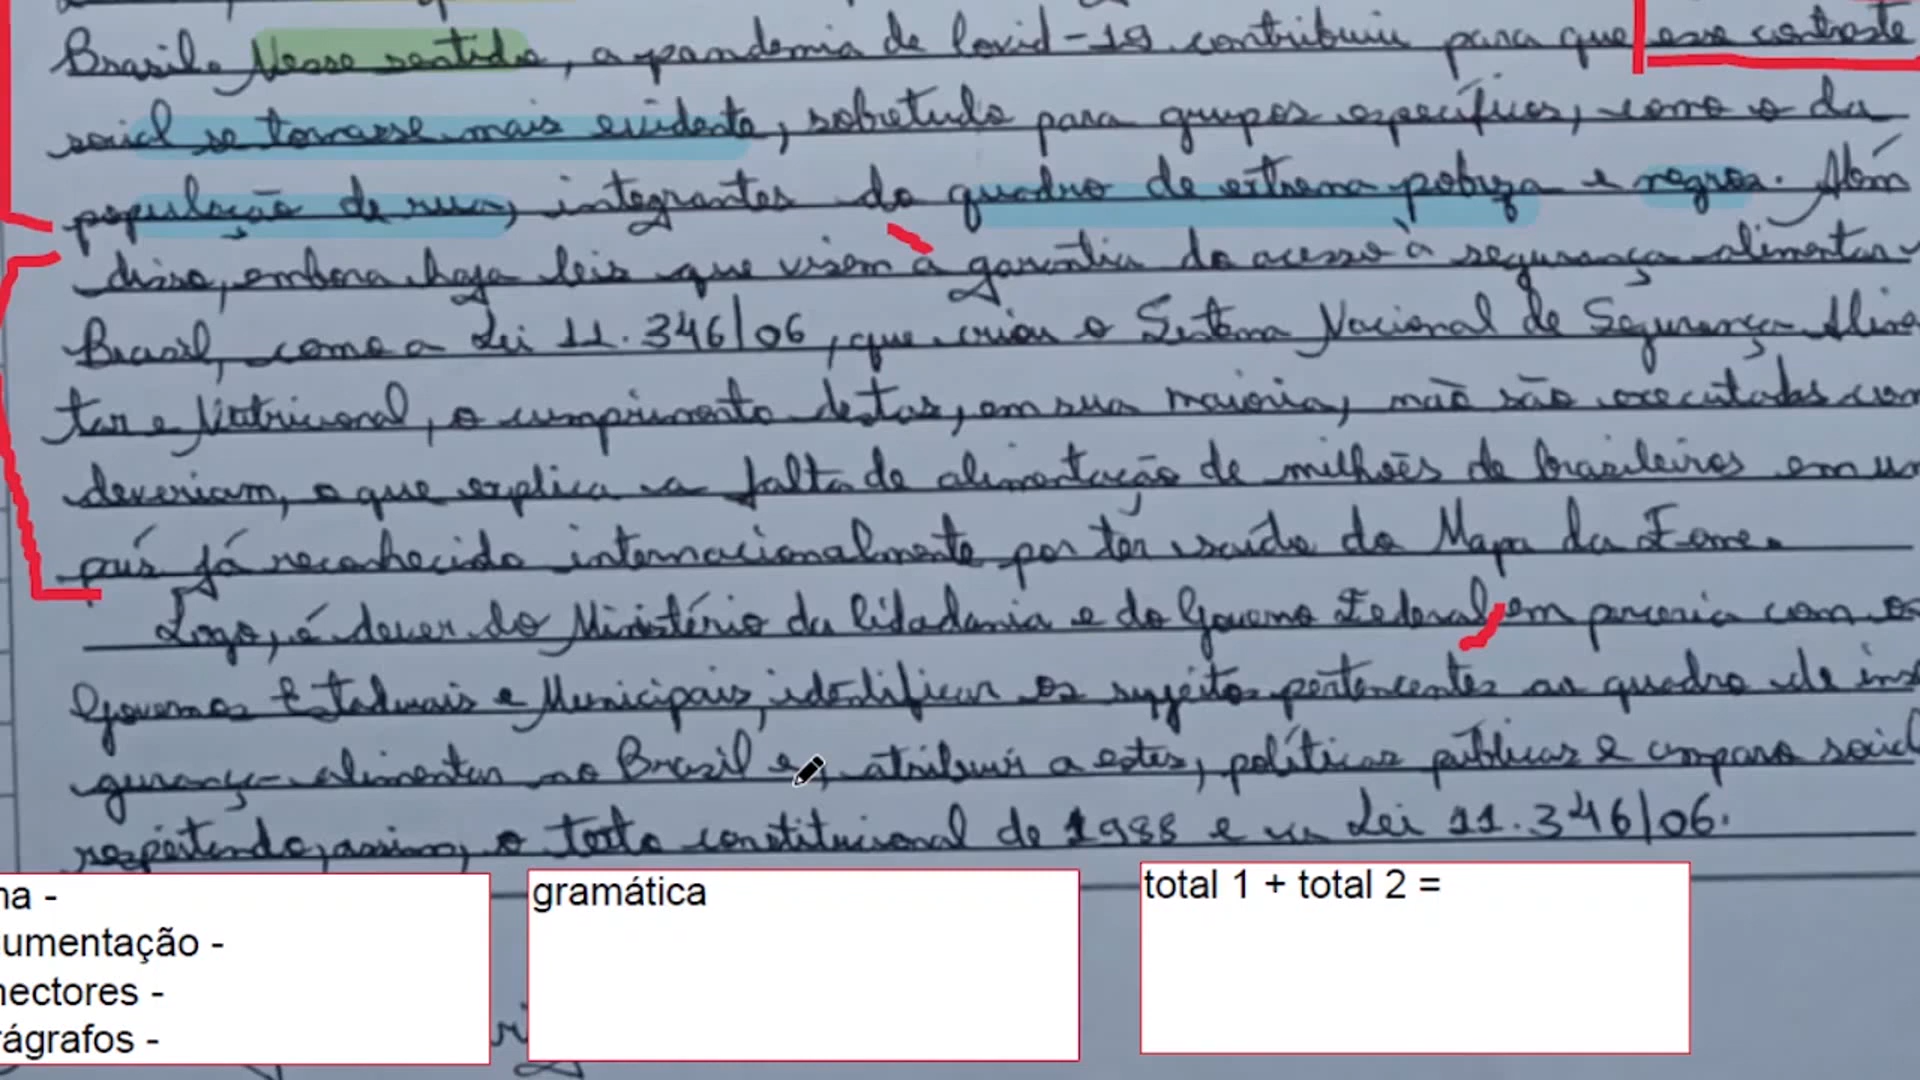 Brasil. Nesse sentido, a pandemia de Covid-19 contribuiu para que esse contraste
social se tornasse mais evidente, sobretudo para grupos específicos, como o da
população de rua, integrantes do quadro de extrema pobreza e negros. Além
disso, embora haja leis que visem a garantia do acesso à segurança alimentar
Brasil, como a Lei 11.346/06, que criou o Sistema Nacional de Segurança Alimen
tar e Nutricional, o cumprimento destas, em sua maioria, não são executadas com
deveriam, o que explica a falta de alimentação de milhões de brasileiros em um
país já reconhecido internacionalmente por ter saído do Mapa da Fome.
Logo, é dever do Ministério da Cidadania e do Governo Federal, em parceria com os
Governos Estaduais e Municipais, identificar os sujeitos pertencentes ao quadro de inse
gurança alimentar no Brasil e, atribuir a estes, políticas públicas e amparo social
respeitando, assim, o texto constitucional de 1988 e a Lei 11.346/06.
na -
umentação -
nectores -
rágrafos -
gramática
total 1 + total 2 =